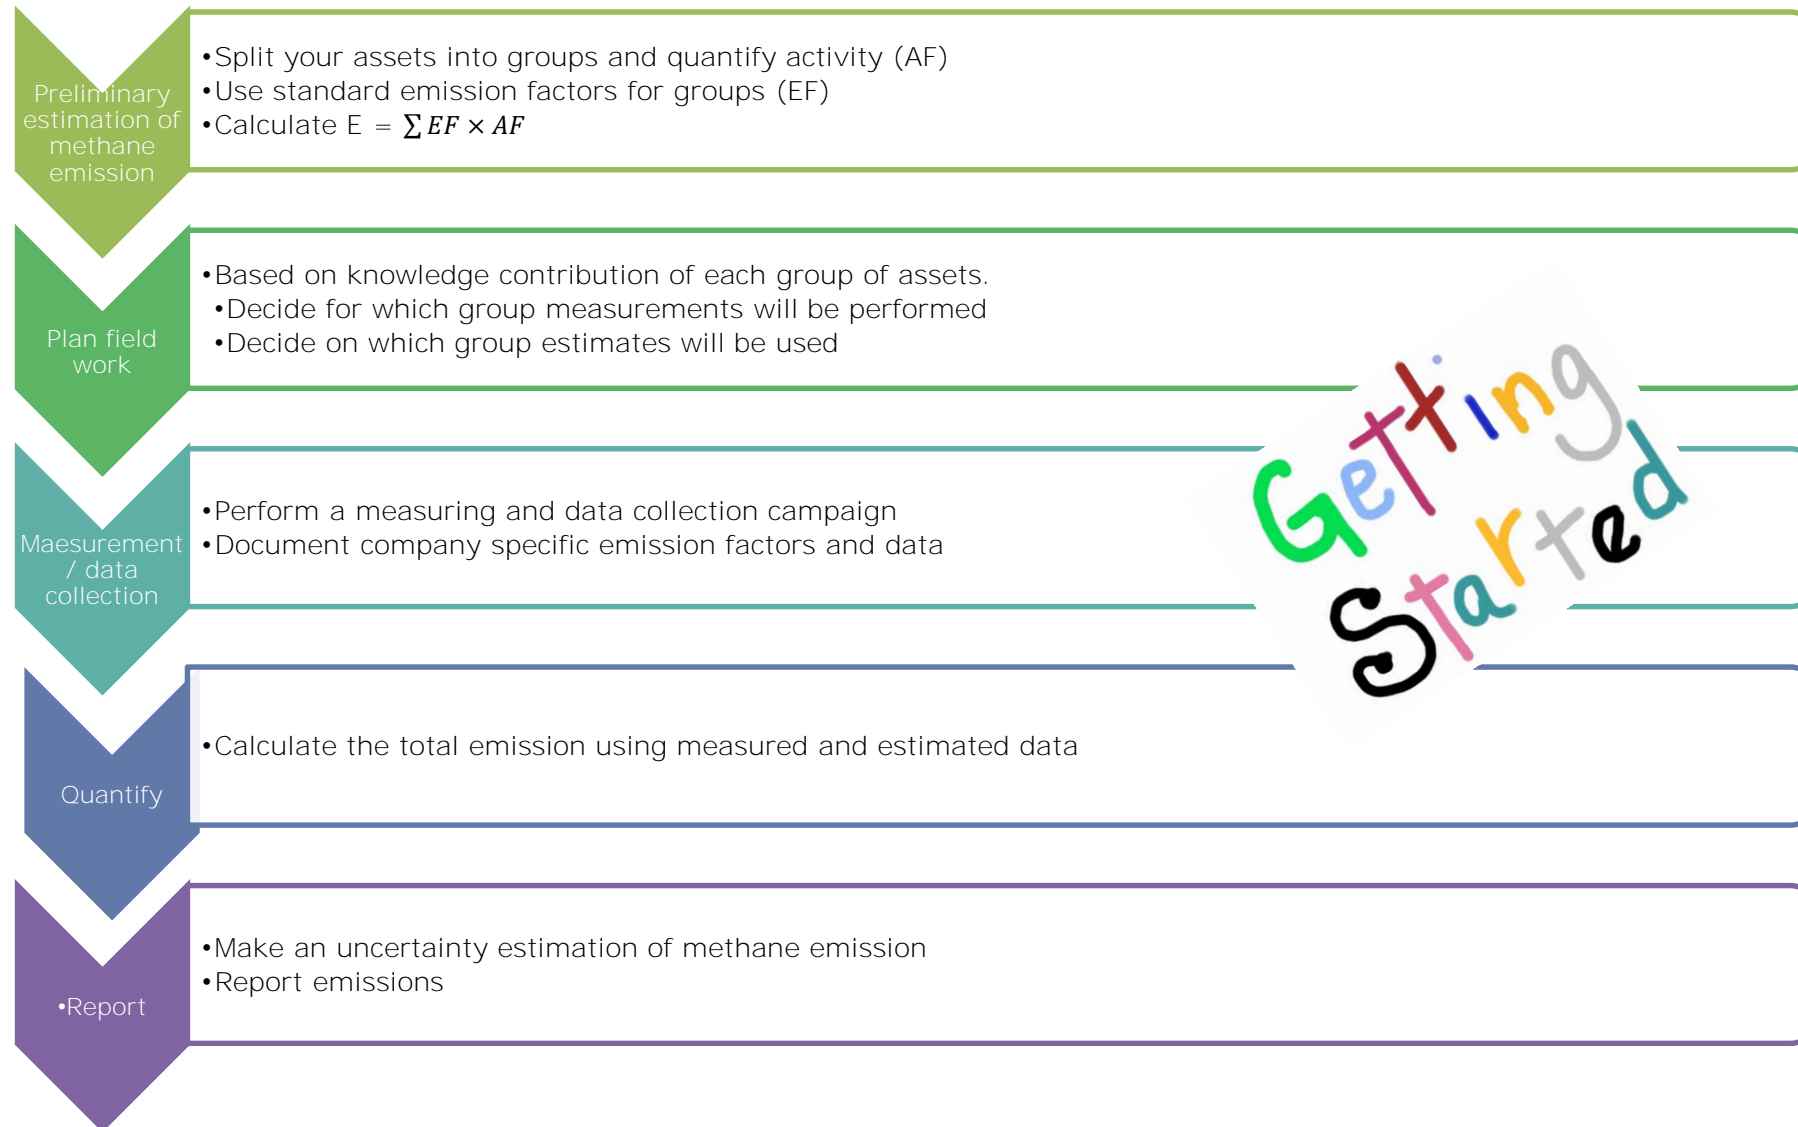 Preliminary
estimation of
methane
emission
•Split your assets into groups and quantify activity (AF)
•Use standard emission factors for groups (EF)
•Calculate E = ∑ EF × AF
Plan field
work
•Based on knowledge contribution of each group of assets.
•Decide for which group measurements will be performed
•Decide on which group estimates will be used
Maesurement
/ data
collection
•Perform a measuring and data collection campaign
•Document company specific emission factors and data
Getting
Started
Quantify
•Calculate the total emission using measured and estimated data
•Report
•Make an uncertainty estimation of methane emission
•Report emissions